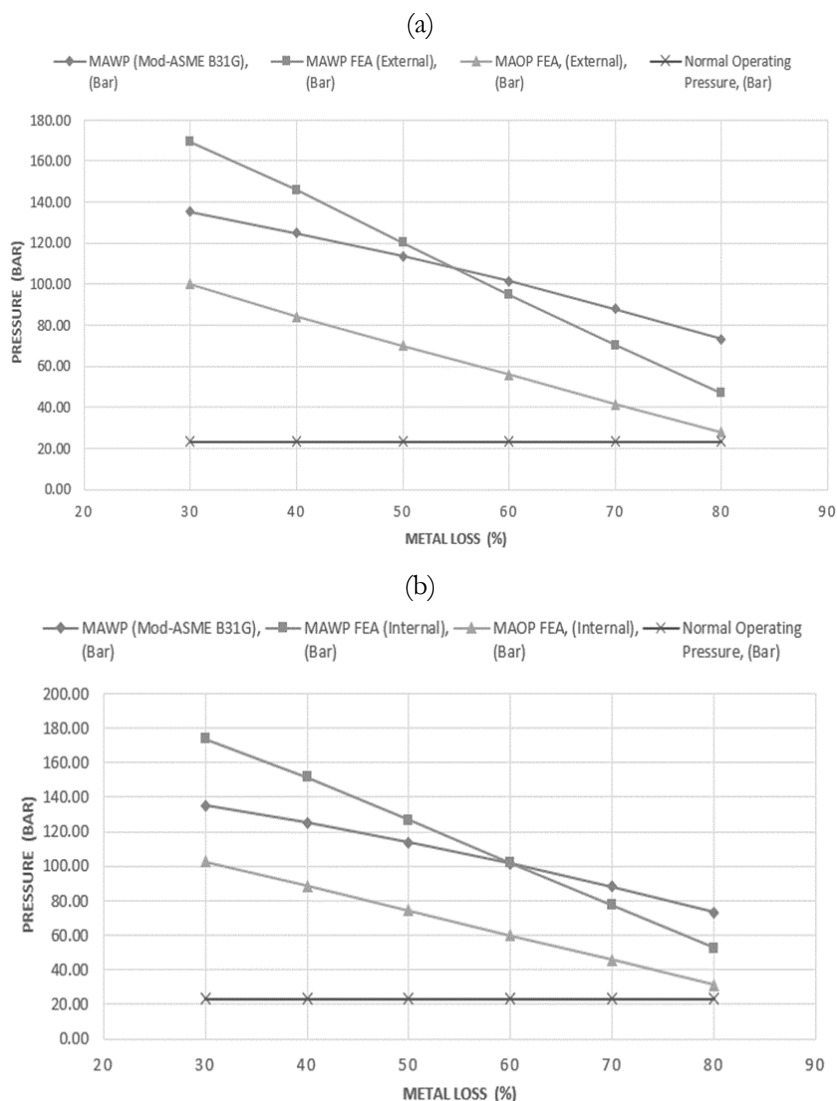 (a)
MAWP (Mod-ASME B31G), (Bar)
MAWP FEA (External), (Bar)
MAOP FEA, (External), (Bar)
Normal Operating Pressure, (Bar)
180.00
160.00
140.00
120.00
100.00
80.00
60.00
40.00
20.00
0.00
PRESSURE (BAR)
20 30 40 50 60 70 80 90
METAL LOSS (%)
(b)
MAWP (Mod-ASME B31G), (Bar)
MAWP FEA (Internal), (Bar)
MAOP FEA, (Internal), (Bar)
Normal Operating Pressure, (Bar)
200.00
180.00
160.00
140.00
120.00
100.00
80.00
60.00
40.00
20.00
0.00
PRESSURE (BAR)
20 30 40 50 60 70 80 90
METAL LOSS (%)